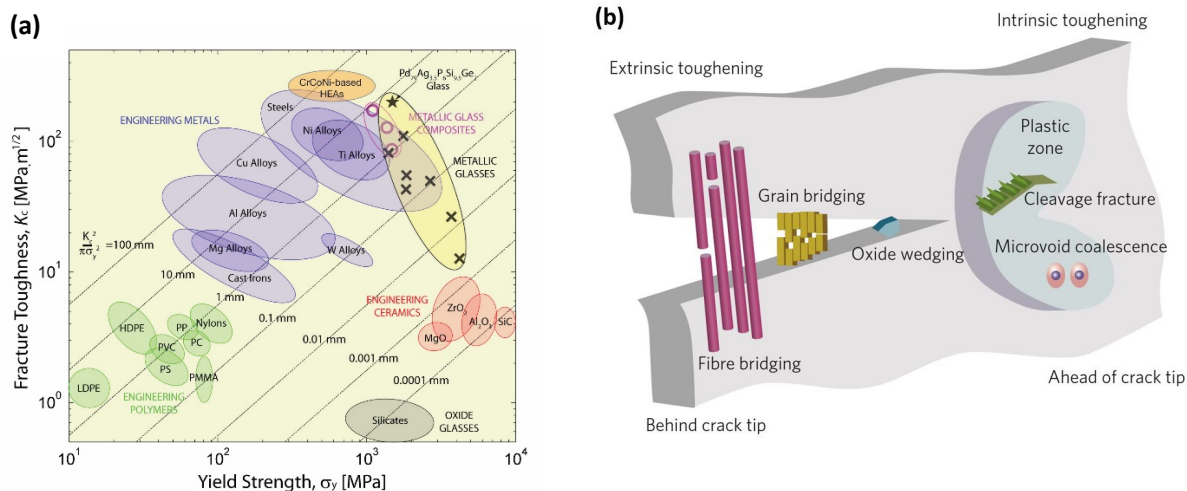 (a)
Fracture Toughness, Kc [MPa.m1/2]
102
101
100
101
102
103
104
Yield Strength, σy [MPa]
CrCoNi-based
HEAs
Pd79Ag3.5P6Si9.5Ge2
Glass
Steels
METALLIC GLASS
COMPOSITES
ENGINEERING METALS
Ni Alloys
Ti Alloys
METALLIC
GLASSES
Cu Alloys
Al Alloys
Mg Alloys
W Alloys
Cast Irons
Kc2
πσy2 =100 mm
10 mm
1 mm
0.1 mm
0.01 mm
0.001 mm
0.0001 mm
ENGINEERING
CERAMICS
ZrO2
Al2O3
SiC
MgO
HDPE
PP
Nylons
PVC
PC
PS
PMMA
LDPE
ENGINEERING
POLYMERS
Silicates
OXIDE
GLASSES
(b)
Intrinsic toughening
Extrinsic toughening
Plastic
zone
Grain bridging
Cleavage fracture
Microvoid coalescence
Oxide wedging
Fibre bridging
Ahead of crack tip
Behind crack tip